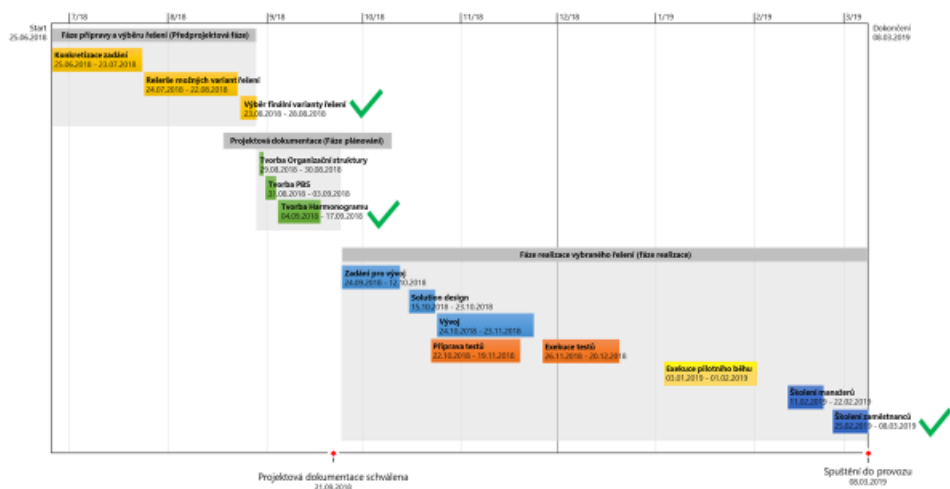 7/18 8/18 9/18 10/18 11/18 12/18 1/19 2/19 3/19
Start
25.06.2018
Dokončení
08.03.2019
Fáze přípravy a výběru řešení (Předprojektová fáze)
Konkretizace zadání
25.06.2018 - 23.07.2018
Rešerše možných variant řešení
24.07.2018 - 22.08.2018
Výběr finální varianty řešení
23.08.2018 - 28.08.2018
Projektová dokumentace (Fáze plánování)
Tvorba Organizační struktury
29.08.2018 - 30.08.2018
Tvorba PBS
31.08.2018 - 03.09.2018
Tvorba Harmonogramu
04.09.2018 - 17.09.2018
Fáze realizace vybraného řešení (fáze realizace)
Zadání pro vývoj
24.09.2018 - 12.10.2018
Solution design
15.10.2018 - 23.10.2018
Vývoj
24.10.2018 - 23.11.2018
Příprava testů
22.10.2018 - 19.11.2018
Exekuce testů
26.11.2018 - 20.12.2018
Exekuce pilotního běhu
03.01.2019 - 01.02.2019
Školení manažerů
11.02.2019 - 22.02.2019
Školení zaměstnanců
25.02.2019 - 08.03.2019
Projektová dokumentace schválena
21.09.2018
Spuštění do provozu
08.03.2019